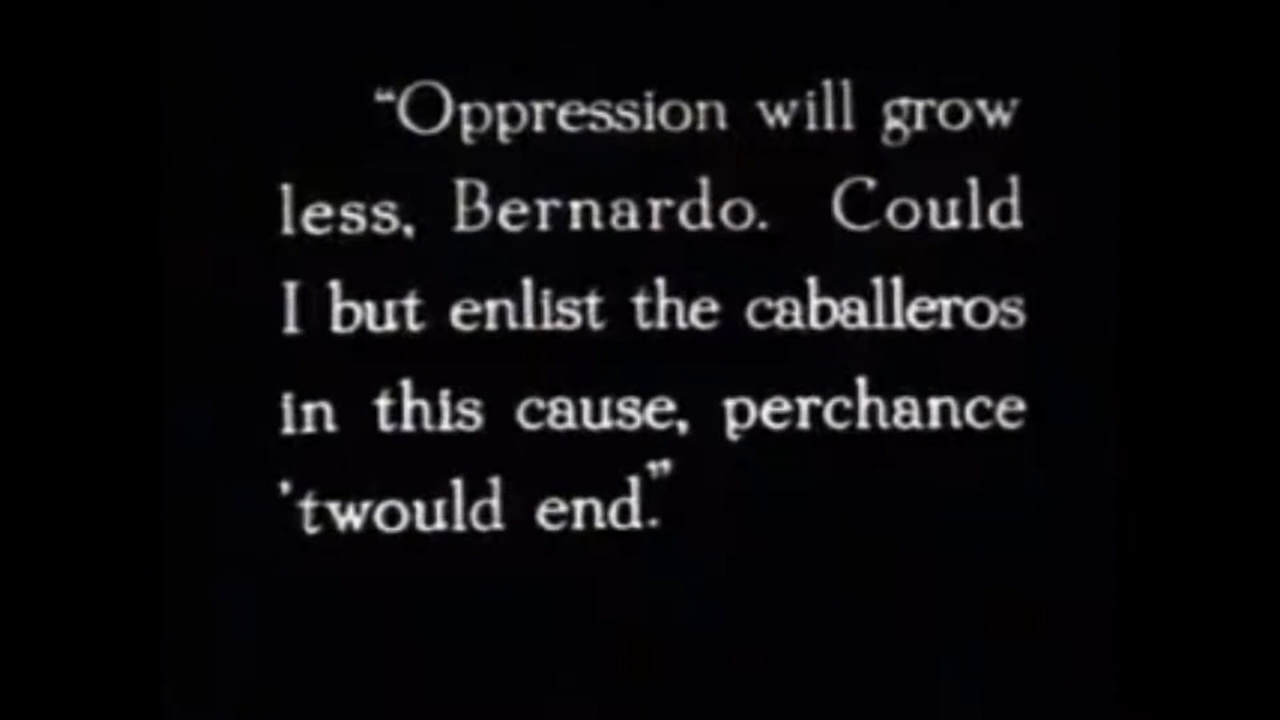 “Oppression will grow
less, Bernardo. Could
I but enlist the caballeros
in this cause, perchance
'twould end.”